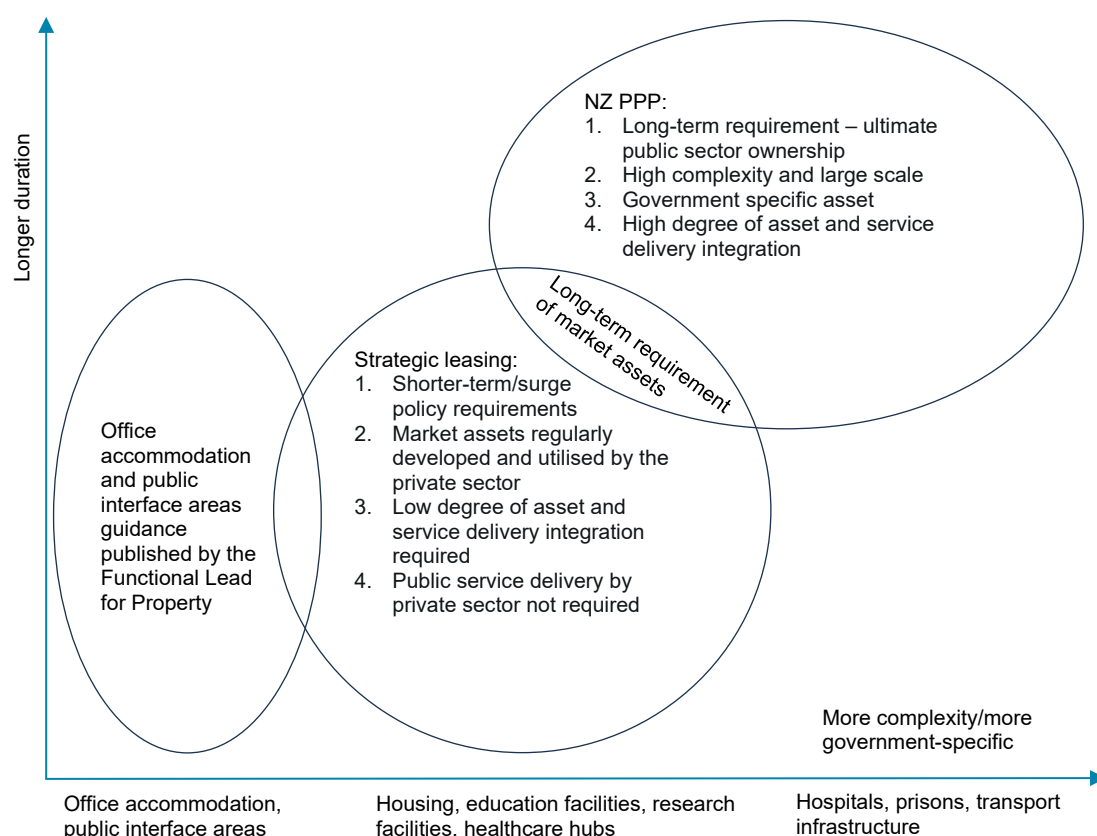 Longer duration
NZ PPP:
1. Long-term requirement – ultimate
public sector ownership
2. High complexity and large scale
3. Government specific asset
4. High degree of asset and service
delivery integration
Long-term requirement
of market assets
Strategic leasing:
1. Shorter-term/surge
policy requirements
2. Market assets regularly
developed and utilised by the
private sector
3. Low degree of asset and
service delivery integration
required
4. Public service delivery by
private sector not required
Office
accommodation
and public
interface areas
guidance
published by the
Functional Lead
for Property
More complexity/more
government-specific
Office accommodation,
public interface areas
Housing, education facilities, research
facilities, healthcare hubs
Hospitals, prisons, transport
infrastructure